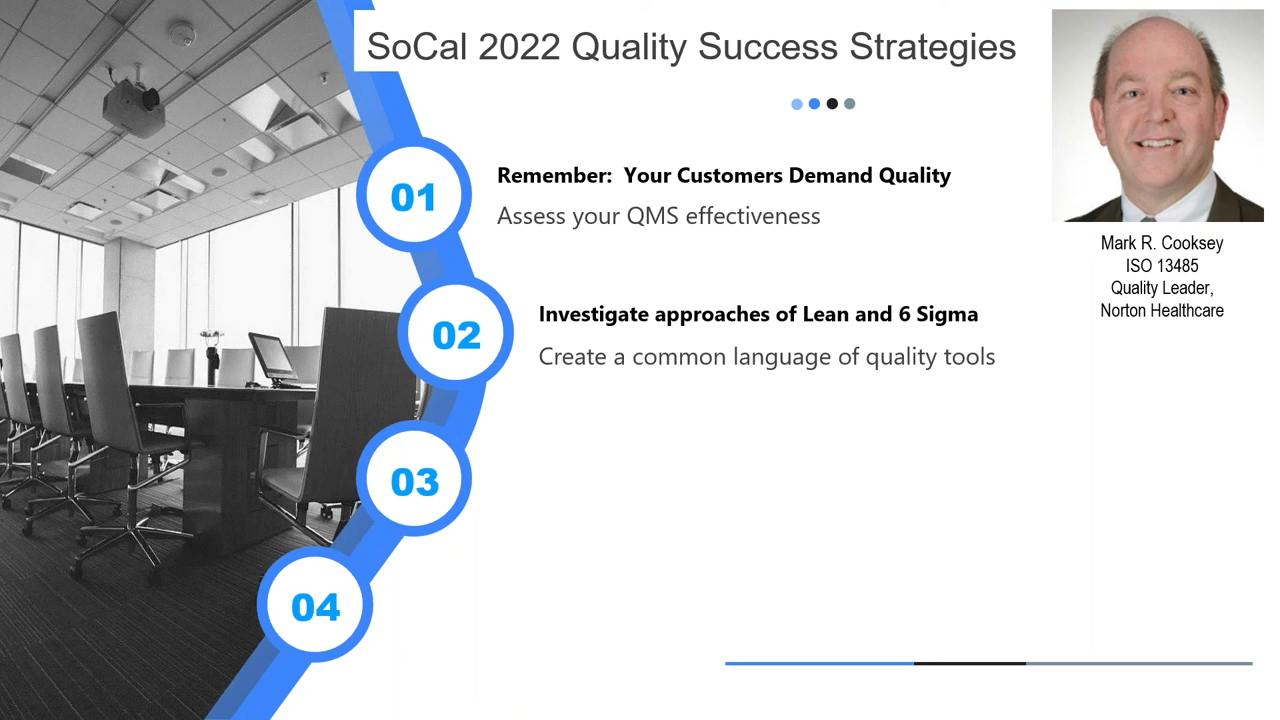 SoCal 2022 Quality Success Strategies
01
Remember:  Your Customers Demand Quality
Assess your QMS effectiveness
02
Investigate approaches of Lean and 6 Sigma
Create a common language of quality tools
03
04
Mark R. Cooksey
ISO 13485
Quality Leader,
Norton Healthcare